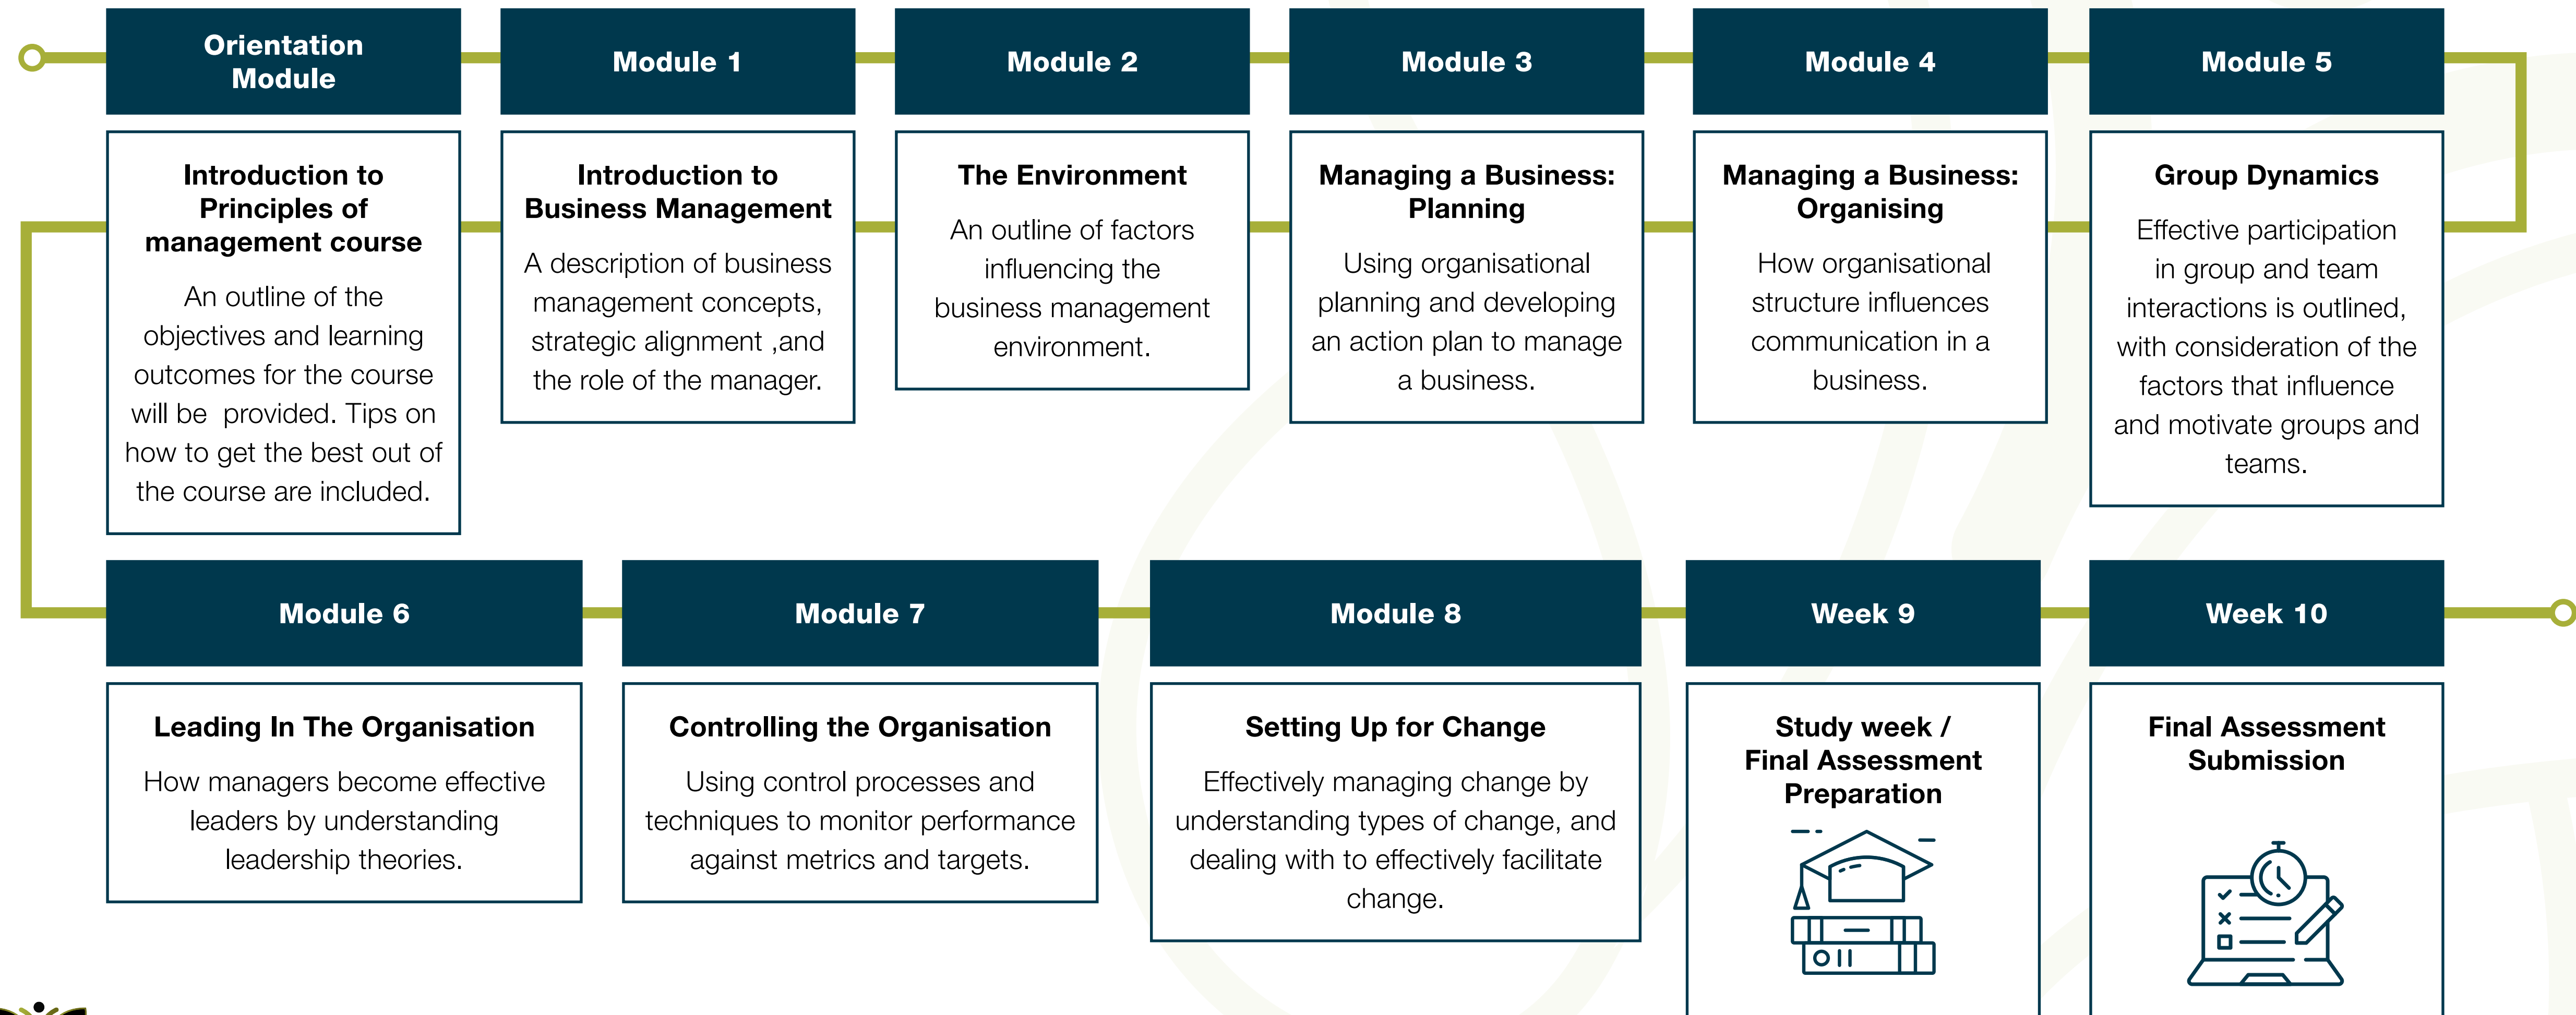 Orientation
Module
Introduction to
Principles of
management course
An outline of the
objectives and learning
outcomes for the course
will be  provided. Tips on
how to get the best out of
the course are included.
Module 1
Introduction to
Business Management
A description of business
management concepts,
strategic alignment ,and
the role of the manager.
Module 2
The Environment
An outline of factors
influencing the
business management
environment.
Module 3
Managing a Business:
Planning
Using organisational
planning and developing
an action plan to manage
a business.
Module 4
Managing a Business:
Organising
How organisational
structure influences
communication in a
business.
Module 5
Group Dynamics
Effective participation
in group and team
interactions is outlined,
with consideration of the
factors that influence
and motivate groups and
teams.
Module 6
Leading In The Organisation
How managers become effective
leaders by understanding
leadership theories.
Module 7
Controlling the Organisation
Using control processes and
techniques to monitor performance
against metrics and targets.
Module 8
Setting Up for Change
Effectively managing change by
understanding types of change, and
dealing with to effectively facilitate
change.
Week 9
Study week /
Final Assessment
Preparation
Week 10
Final Assessment
Submission